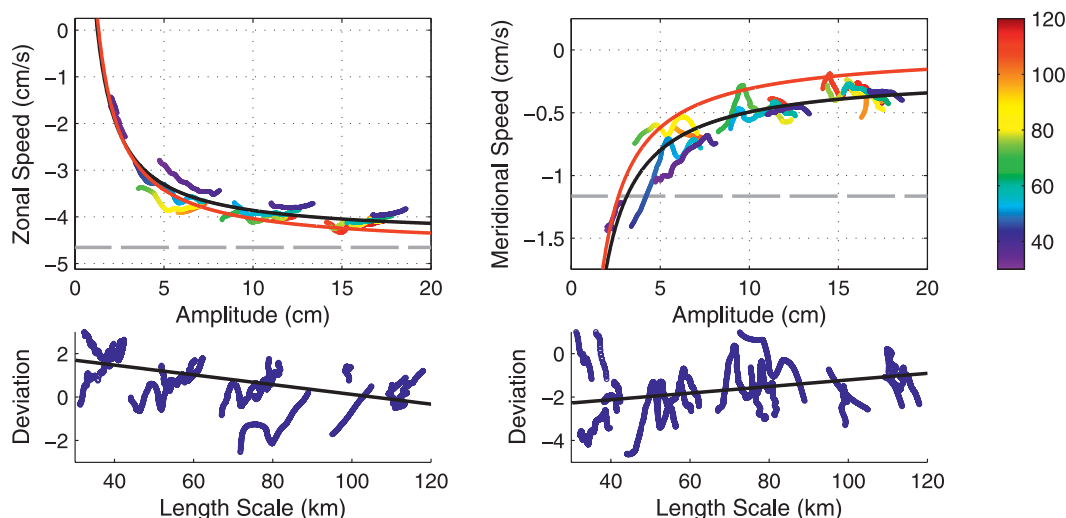 0
−1
−2
−3
−4
−5
Zonal Speed (cm/s)
0 5 10 15 20
Amplitude (cm)
0
−0.5
−1
−1.5
Meridional Speed (cm/s)
0 5 10 15 20
Amplitude (cm)
120
100
80
60
40
2
0
−2
Deviation
40 60 80 100 120
Length Scale (km)
0
−2
−4
Deviation
40 60 80 100 120
Length Scale (km)